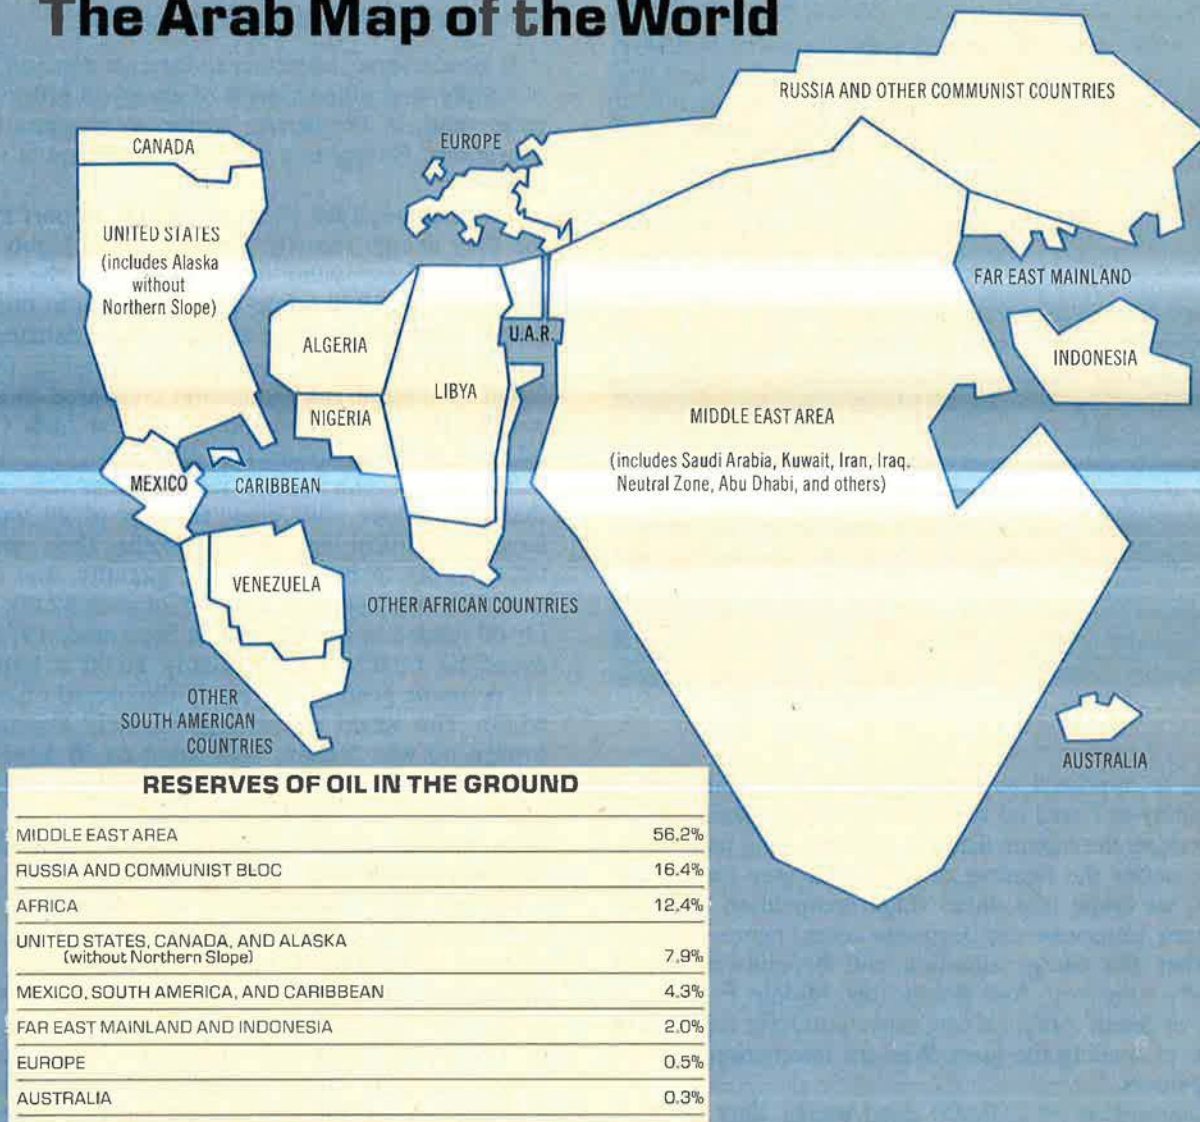 The Arab Map of the World
RUSSIA AND OTHER COMMUNIST COUNTRIES
CANADA
EUROPE
UNITED STATES
(includes Alaska
without
Northern Slope)
FAR EAST MAINLAND
ALGERIA
U.A.R.
INDONESIA
LIBYA
NIGERIA
MIDDLE EAST AREA
(includes Saudi Arabia, Kuwait, Iran, Iraq.
Neutral Zone, Abu Dhabi, and others)
MEXICO
CARIBBEAN
VENEZUELA
OTHER AFRICAN COUNTRIES
OTHER
SOUTH AMERICAN
COUNTRIES
AUSTRALIA
RESERVES OF OIL IN THE GROUND
MIDDLE EAST AREA 56.2%
RUSSIA AND COMMUNIST BLOC 16.4%
AFRICA 12.4%
UNITED STATES, CANADA, AND ALASKA
(without Northern Slope) 7.9%
MEXICO, SOUTH AMERICA, AND CARIBBEAN 4.3%
FAR EAST MAINLAND AND INDONESIA 2.0%
EUROPE 0.5%
AUSTRALIA 0.3%